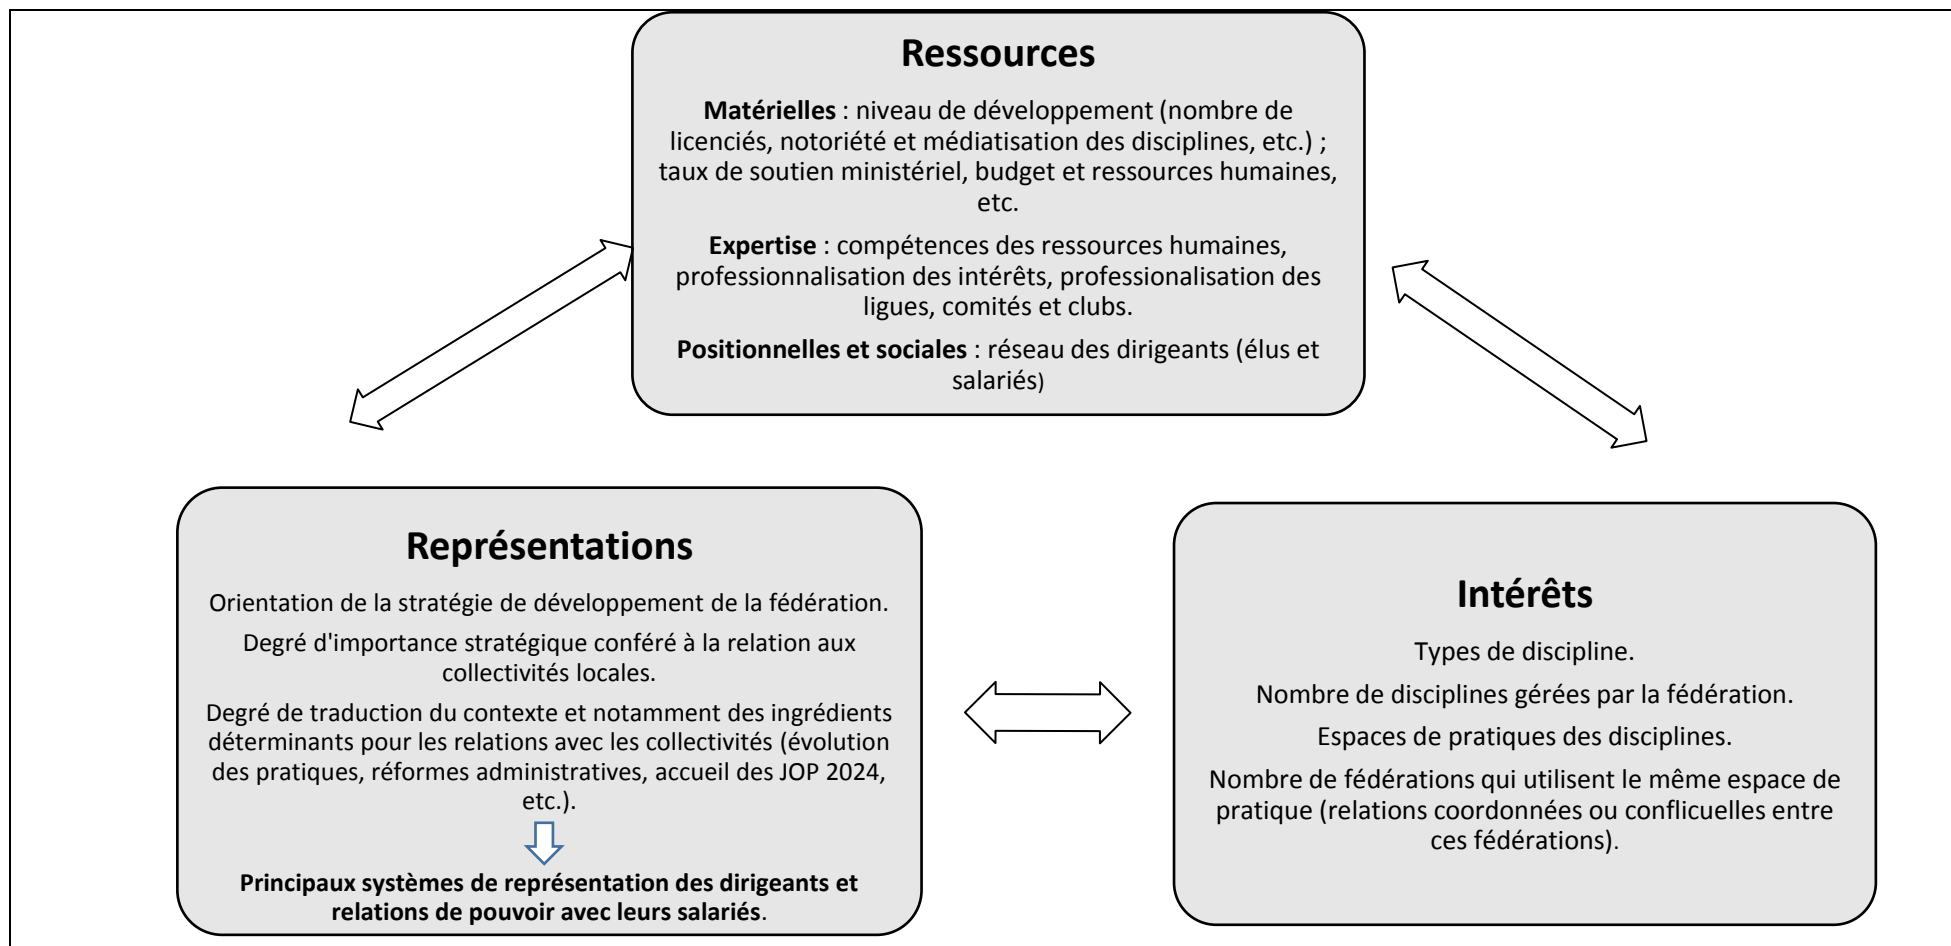 Ressources
Matérielles : niveau de développement (nombre de
licenciés, notoriété et médiatisation des disciplines, etc.) ;
taux de soutien ministériel, budget et ressources humaines,
etc.
Expertise : compétences des ressources humaines,
professionnalisation des intérêts, professionalisation des
ligues, comités et clubs.
Positionnelles et sociales : réseau des dirigeants (élus et
salariés)
Représentations
Orientation de la stratégie de développement de la fédération.
Degré d'importance stratégique conféré à la relation aux
collectivités locales.
Degré de traduction du contexte et notamment des ingrédients
déterminants pour les relations avec les collectivités (évolution
des pratiques, réformes administratives, accueil des JOP 2024,
etc.).
Principaux systèmes de représentation des dirigeants et
relations de pouvoir avec leurs salariés.
Intérêts
Types de discipline.
Nombre de disciplines gérées par la fédération.
Espaces de pratiques des disciplines.
Nombre de fédérations qui utilisent le même espace de
pratique (relations coordonnées ou conflicuelles entre
ces fédérations).